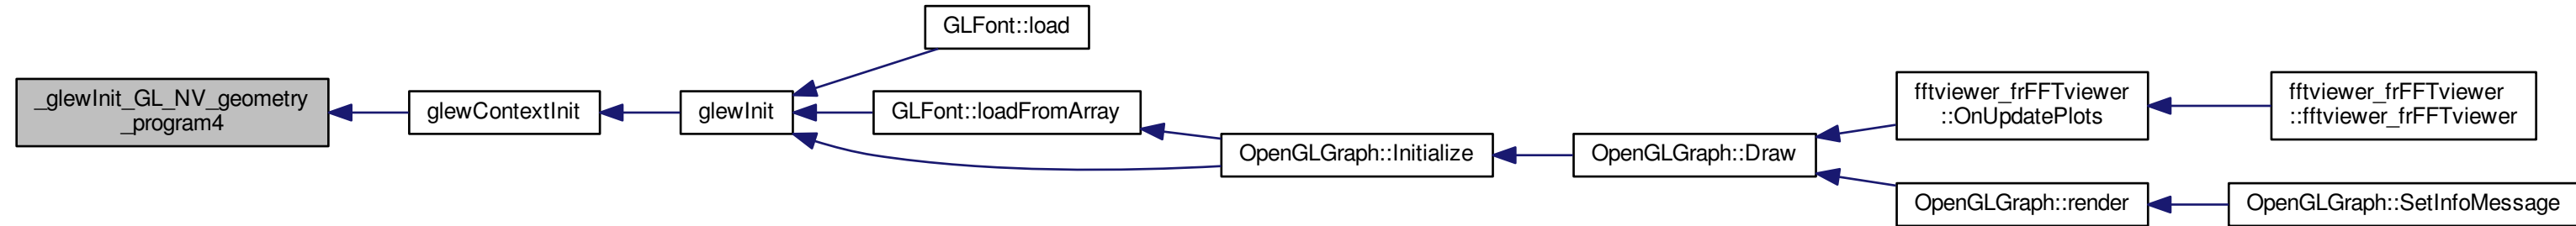 _glewInit_GL_NV_geometry
_program4
glewContextInit
glewInit
GLFont::load
GLFont::loadFromArray
OpenGLGraph::Initialize
OpenGLGraph::Draw
fftviewer_frFFTviewer
::OnUpdatePlots
fftviewer_frFFTviewer
::fftviewer_frFFTviewer
OpenGLGraph::render
OpenGLGraph::SetInfoMessage